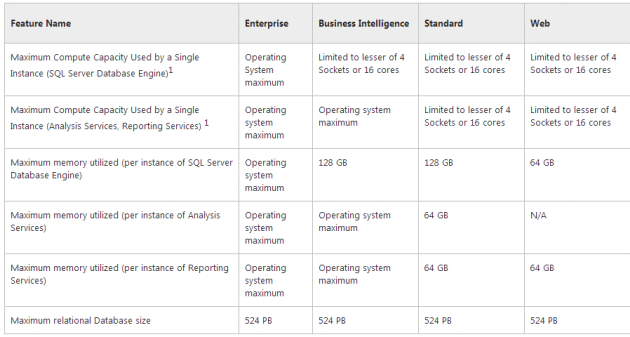 Feature Name Enterprise Business Intelligence Standard Web
Maximum Compute Capacity Used by a Single Operating Limited to lesser of 4 Limited to lesser of 4 Limited to lesser of 4
Instance (SQL Server Database Engine)1 System Sockets or 16 cores Sockets or 16 cores Sockets or 16 cores
maximum
Maximum Compute Capacity Used by a Single Operating Operating system Limited to lesser of 4 Limited to lesser of 4
Instance (Analysis Services, Reporting Services) 1 system maximum Sockets or 16 cores Sockets or 16 cores
maximum
Maximum memory utilized (per instance of SQL Server Operating 128 GB 128 GB 64 GB
Database Engine) system
maximum
Maximum memory utilized (per instance of Analysis Operating Operating system 64 GB N/A
Services) system maximum
maximum
Maximum memory utilized (per instance of Reporting Operating Operating system 64 GB 64 GB
Services) system maximum
maximum
Maximum relational Database size 524 PB 524 PB 524 PB 524 PB